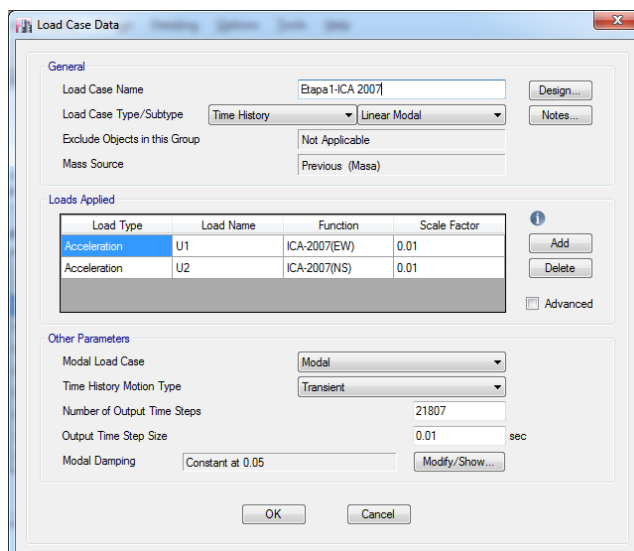 Load Case Data
General
Load Case Name Etapa1-ICA 2007 Design...
Load Case Type/Subtype Time History Linear Modal Notes...
Exclude Objects in this Group Not Applicable
Mass Source Previous (Masa)
Loads Applied
Load Type Load Name Function Scale Factor
Acceleration U1 ICA-2007(EW) 0.01
Acceleration U2 ICA-2007(NS) 0.01
Add
Delete
Advanced
Other Parameters
Modal Load Case Modal
Time History Motion Type Transient
Number of Output Time Steps 21807
Output Time Step Size 0.01 sec
Modal Damping Constant at 0.05 Modify/Show...
OK Cancel